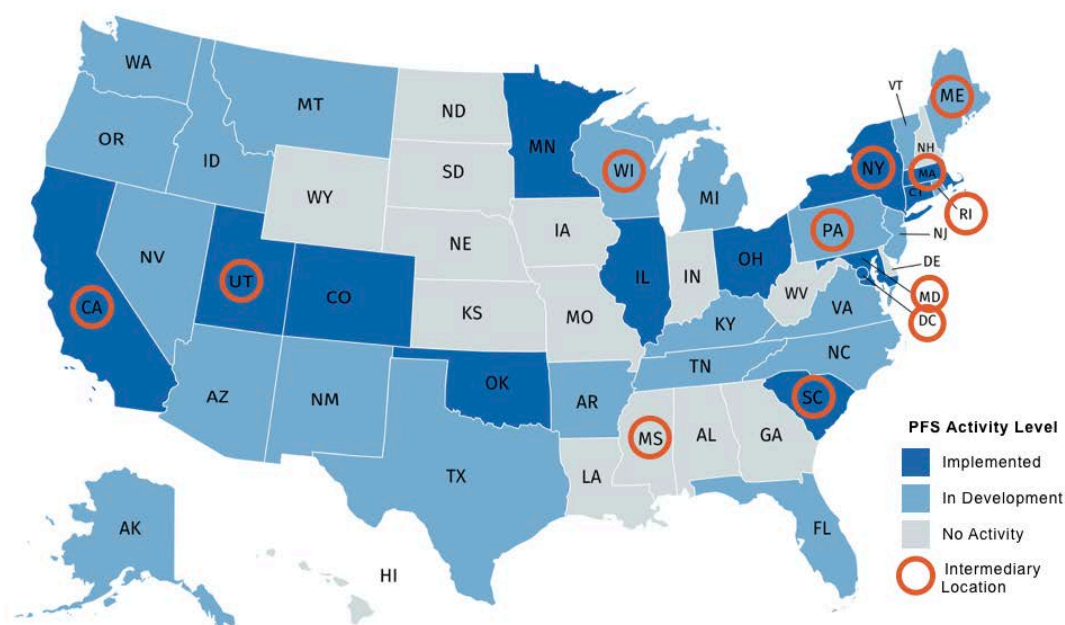 WA
OR
ID
MT
ND
SD
WY
NE
KS
MN
IA
MO
WI
MI
IL
IN
OH
CA
NV
UT
CO
AZ
NM
OK
TX
AR
LA
MS
AL
GA
TN
KY
WV
VA
NC
SC
FL
PA
NY
VT
ME
NH
MA
CT
RI
NJ
DE
MD
DC
AK
HI
PFS Activity Level
Implemented
In Development
No Activity
Intermediary
Location